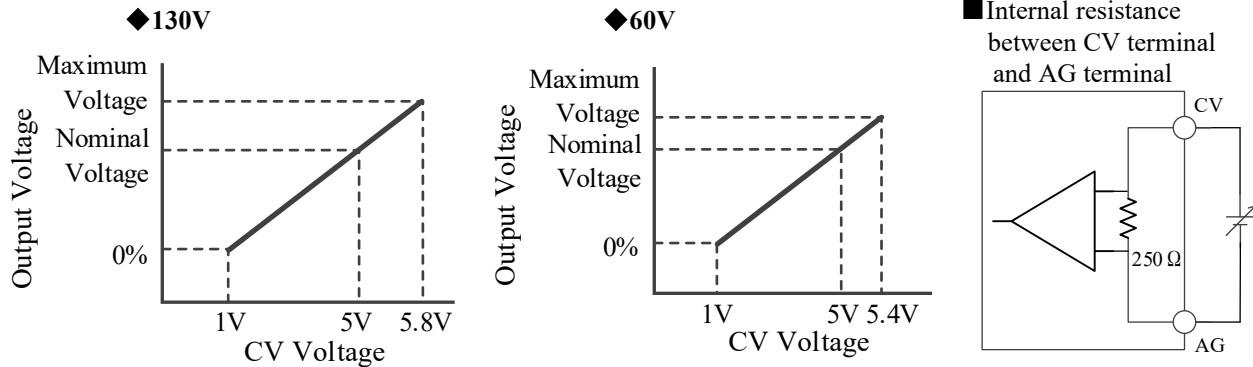 ◆130V
Maximum
Voltage
Nominal
Voltage
0%
Output Voltage
1V 5V 5.8V
CV Voltage
◆60V
Maximum
Voltage
Nominal
Voltage
0%
Output Voltage
1V 5V 5.4V
CV Voltage
■Internal resistance
between CV terminal
and AG terminal
CV
250 Ω
AG